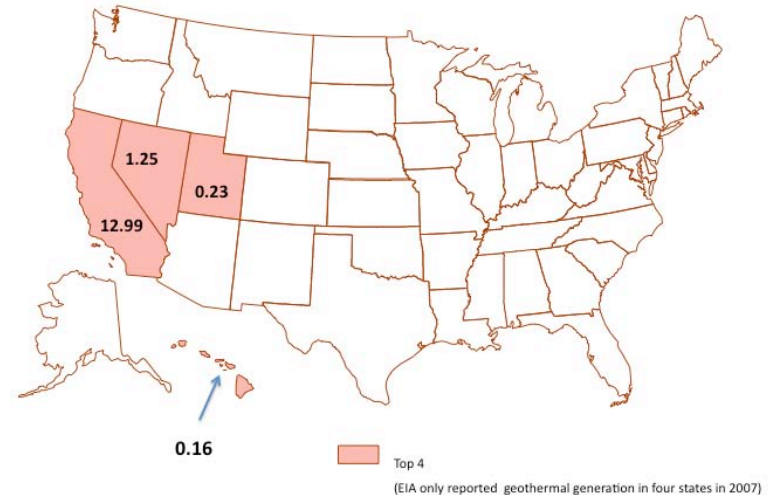 1.25
0.23
12.99
0.16
Top 4
(EIA only reported geothermal generation in four states in 2007)